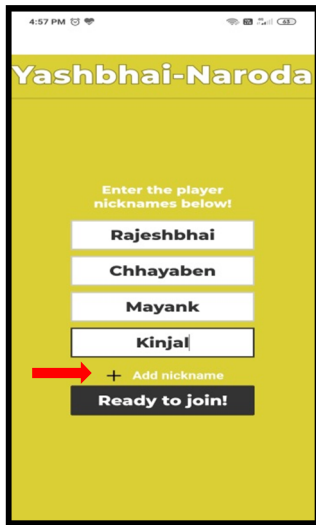 4:57 PM
63
Yashbhai-Naroda
Enter the player
nicknames below!
Rajeshbhai
Chhayaben
Mayank
Kinjal
+ Add nickname
Ready to join!